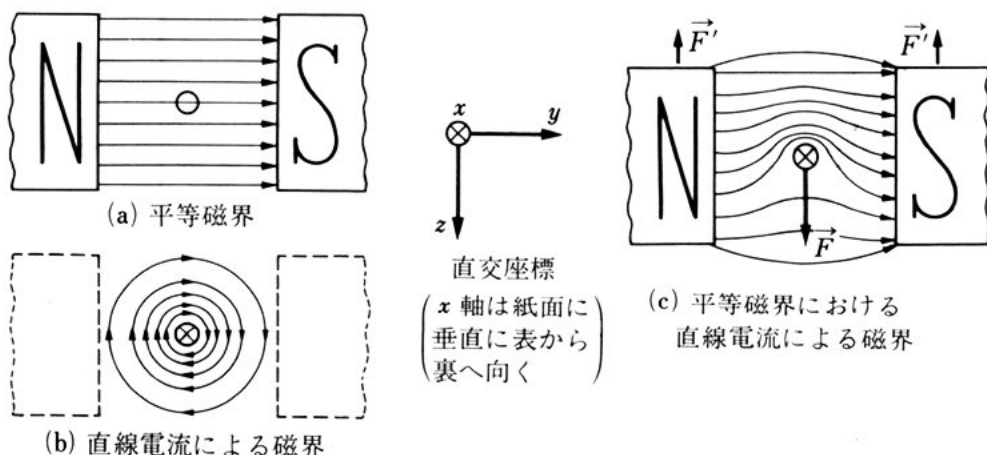 N S
(a) 平等磁界
(b) 直線電流による磁界
x
y
z
直交座標
(x 軸は紙面に
垂直に表から
裏へ向く)
F⃗′ F⃗′
N S
F⃗
(c) 平等磁界における
直線電流による磁界